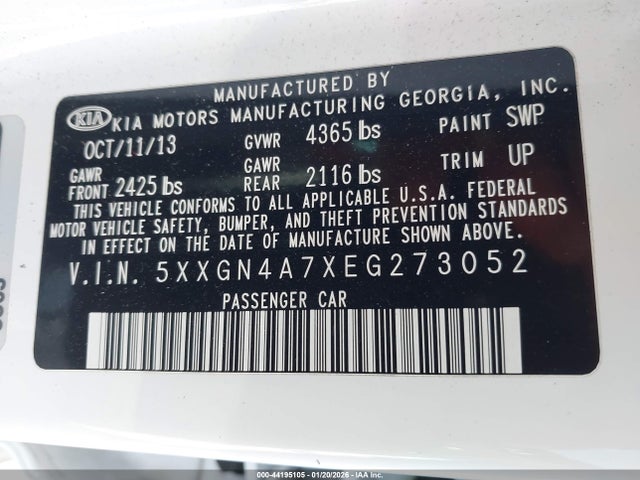 MANUFACTURED BY
KIA KIA MOTORS MANUFACTURING GEORGIA, INC.
OCT/11/13 GVWR 4365 lbs PAINT SWP
GAWR FRONT 2425 lbs GAWR REAR 2116 lbs TRIM UP
THIS VEHICLE CONFORMS TO ALL APPLICABLE U.S.A. FEDERAL
MOTOR VEHICLE SAFETY, BUMPER, AND THEFT PREVENTION STANDARDS
IN EFFECT ON THE DATE OF MANUFACTURE SHOWN ABOVE.
V.I.N. 5XXGN4A7XEG273052
PASSENGER CAR
000-44195105 - 01/20/2026 - IAA Inc.